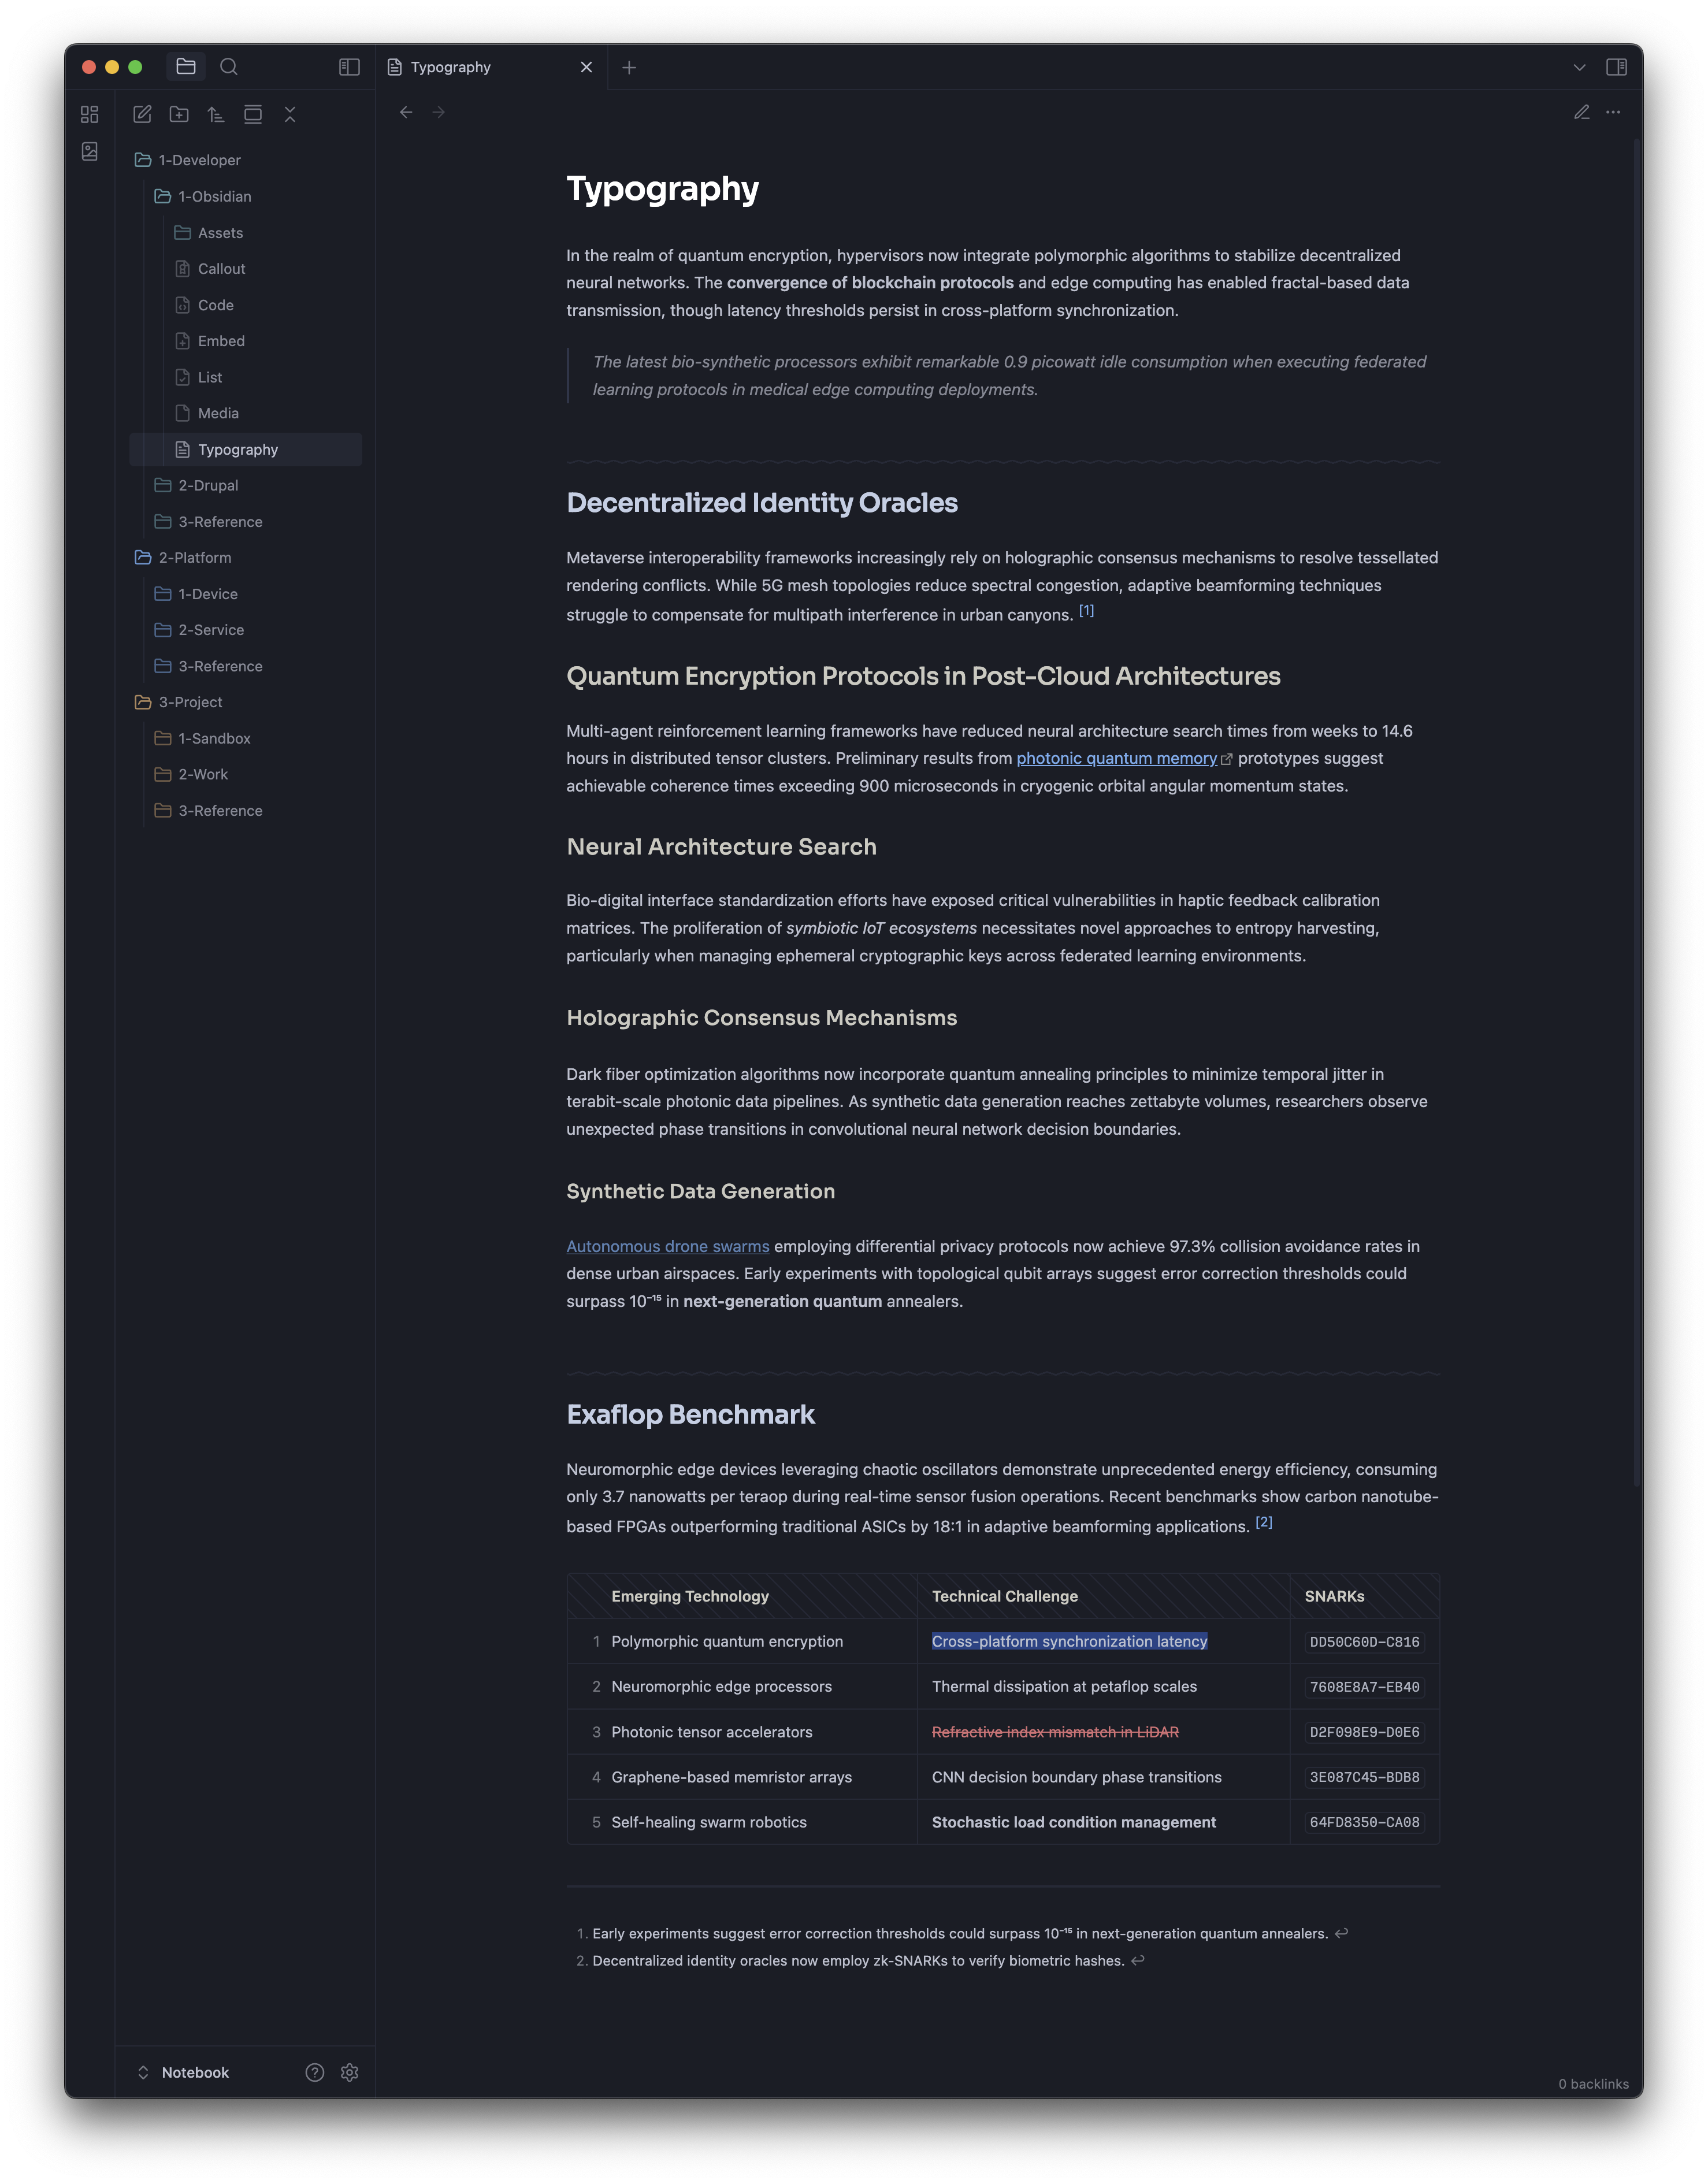 Typography
1-Developer
1-Obsidian
Assets
Callout
Code
Embed
List
Media
Typography
2-Drupal
3-Reference
2-Platform
1-Device
2-Service
3-Reference
3-Project
1-Sandbox
2-Work
3-Reference
Notebook
Typography
In the realm of quantum encryption, hypervisors now integrate polymorphic algorithms to stabilize decentralized
neural networks. The convergence of blockchain protocols and edge computing has enabled fractal-based data
transmission, though latency thresholds persist in cross-platform synchronization.
The latest bio-synthetic processors exhibit remarkable 0.9 picowatt idle consumption when executing federated
learning protocols in medical edge computing deployments.
Decentralized Identity Oracles
Metaverse interoperability frameworks increasingly rely on holographic consensus mechanisms to resolve tessellated
rendering conflicts. While 5G mesh topologies reduce spectral congestion, adaptive beamforming techniques
struggle to compensate for multipath interference in urban canyons. [1]
Quantum Encryption Protocols in Post-Cloud Architectures
Multi-agent reinforcement learning frameworks have reduced neural architecture search times from weeks to 14.6
hours in distributed tensor clusters. Preliminary results from photonic quantum memory prototypes suggest
achievable coherence times exceeding 900 microseconds in cryogenic orbital angular momentum states.
Neural Architecture Search
Bio-digital interface standardization efforts have exposed critical vulnerabilities in haptic feedback calibration
matrices. The proliferation of symbiotic IoT ecosystems necessitates novel approaches to entropy harvesting,
particularly when managing ephemeral cryptographic keys across federated learning environments.
Holographic Consensus Mechanisms
Dark fiber optimization algorithms now incorporate quantum annealing principles to minimize temporal jitter in
terabit-scale photonic data pipelines. As synthetic data generation reaches zettabyte volumes, researchers observe
unexpected phase transitions in convolutional neural network decision boundaries.
Synthetic Data Generation
Autonomous drone swarms employing differential privacy protocols now achieve 97.3% collision avoidance rates in
dense urban airspaces. Early experiments with topological qubit arrays suggest error correction thresholds could
surpass 10⁻¹⁵ in next-generation quantum annealers.
Exaflop Benchmark
Neuromorphic edge devices leveraging chaotic oscillators demonstrate unprecedented energy efficiency, consuming
only 3.7 nanowatts per teraop during real-time sensor fusion operations. Recent benchmarks show carbon nanotube-
based FPGAs outperforming traditional ASICs by 18:1 in adaptive beamforming applications. [2]
Emerging Technology Technical Challenge SNARKs
1 Polymorphic quantum encryption Cross-platform synchronization latency DD50C60D-C816
2 Neuromorphic edge processors Thermal dissipation at petaflop scales 7608E8A7-EB40
3 Photonic tensor accelerators Refractive index mismatch in LiDAR D2F098E9-D0E6
4 Graphene-based memristor arrays CNN decision boundary phase transitions 3E087C45-BDB8
5 Self-healing swarm robotics Stochastic load condition management 64FD8350-CA08
1. Early experiments suggest error correction thresholds could surpass 10⁻¹⁵ in next-generation quantum annealers. ↩
2. Decentralized identity oracles now employ zk-SNARKs to verify biometric hashes. ↩
0 backlinks